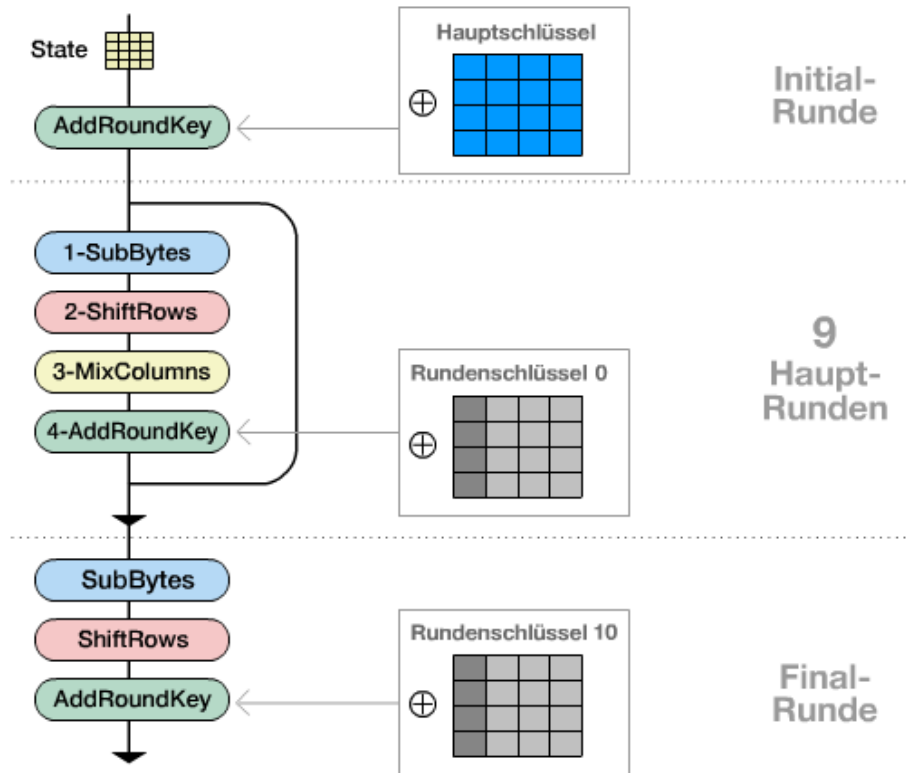 State
AddRoundKey
Hauptschlüssel
Initial-
Runde
1-SubBytes
2-ShiftRows
3-MixColumns
4-AddRoundKey
Rundenschlüssel 0
9
Haupt-
Runden
SubBytes
ShiftRows
AddRoundKey
Rundenschlüssel 10
Final-
Runde